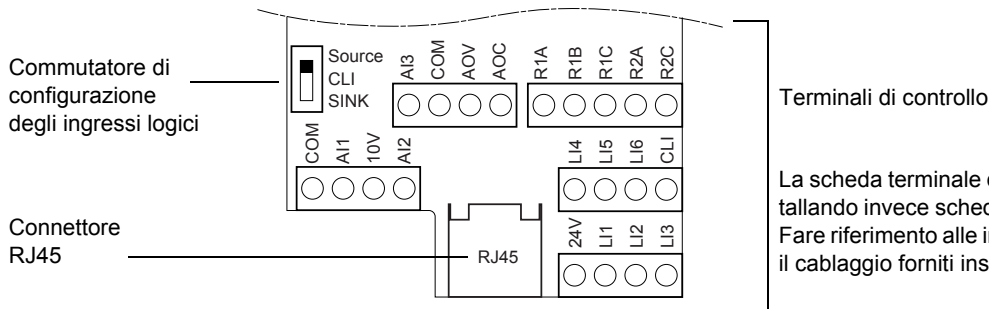 Commutatore di
configurazione
degli ingressi logici
Source
CLI
SINK
AI3
COM
AOV
AOC
R1A
R1B
R1C
R2A
R2C
COM
AI1
10V
AI2
LI4
LI5
LI6
CLI
24V
LI1
LI2
LI3
Connettore
RJ45
RJ45
Terminali di controllo
La scheda terminale
tallando invece
Fare riferimento alle
il cablaggio forniti